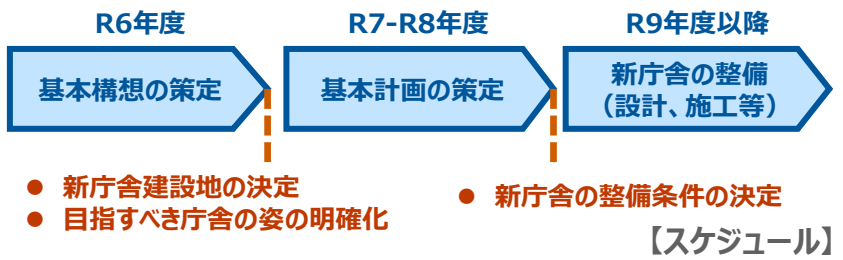 R6年度
R7-R8年度
R9年度以降
基本構想の策定
基本計画の策定
新庁舎の整備
（設計、施工等）
● 新庁舎建設地の決定
● 目指すべき庁舎の姿の明確化
● 新庁舎の整備条件の決定
【スケジュール】